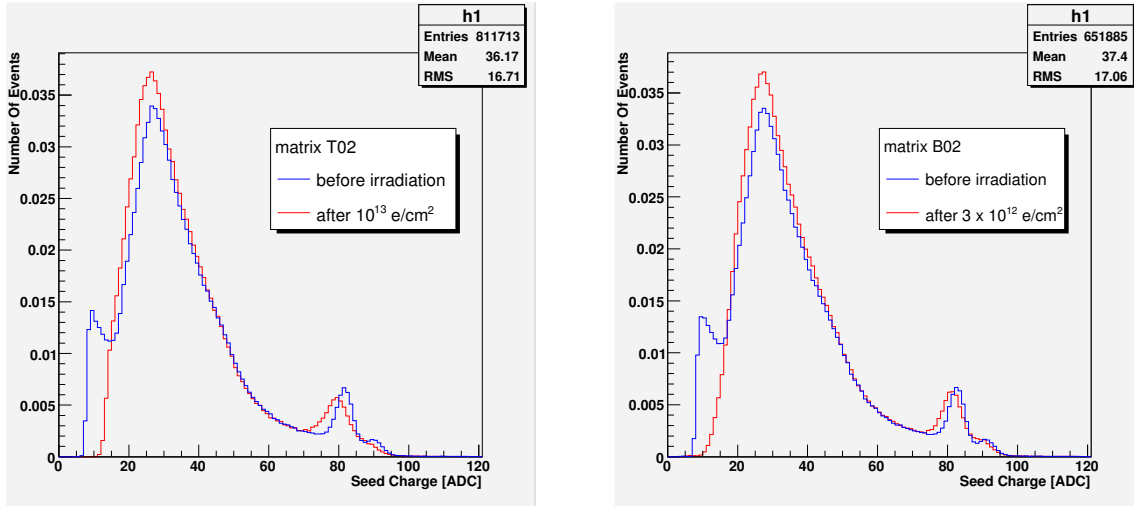 h1
Entries 811713
Mean 36.17
RMS 16.71
Number Of Events
0.035
0.03
0.025
0.02
0.015
0.01
0.005
0
matrix T02
before irradiation
after 10¹³ e/cm²
0 20 40 60 80 100 120
Seed Charge [ADC]
h1
Entries 651885
Mean 37.4
RMS 17.06
Number Of Events
0.035
0.03
0.025
0.02
0.015
0.01
0.005
0
matrix B02
before irradiation
after 3 x 10¹² e/cm²
0 20 40 60 80 100 120
Seed Charge [ADC]